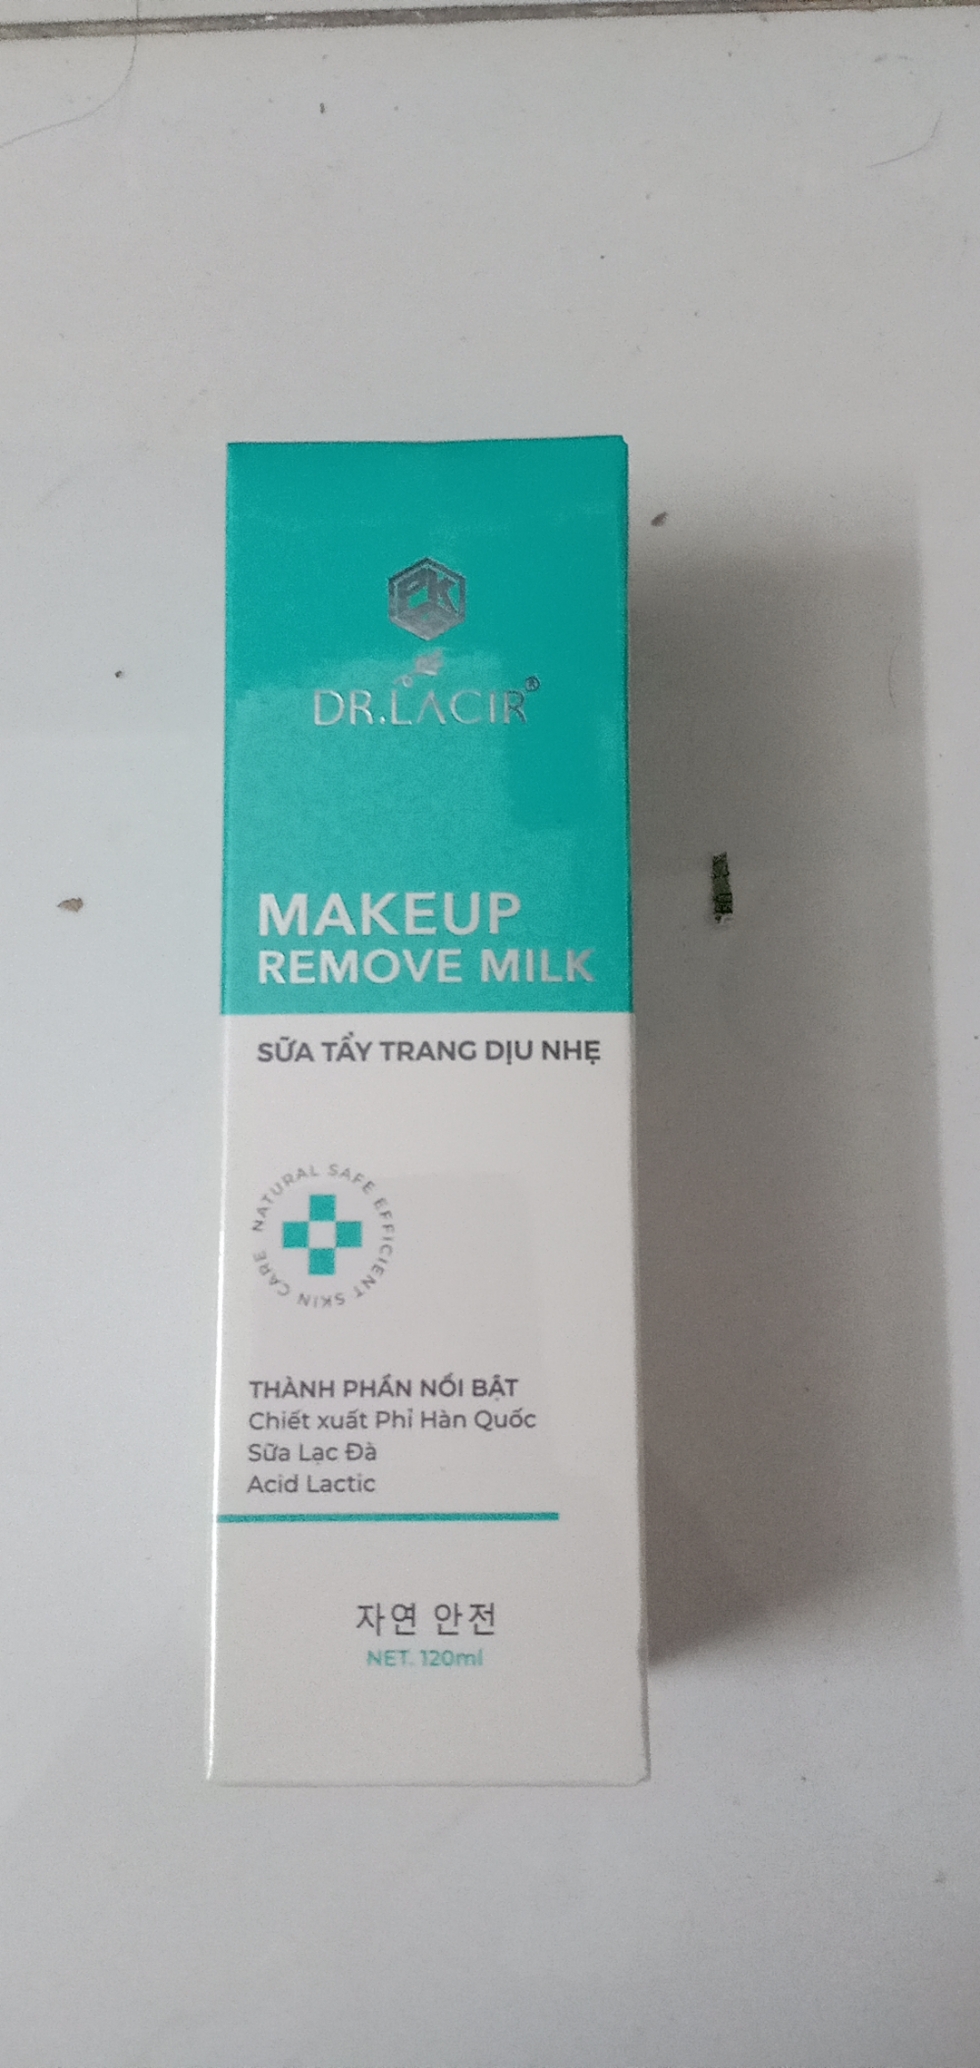 PK
DR.LACIR®
MAKEUP
REMOVE MILK
SỮA TẨY TRANG DỊU NHẸ
NATURAL SAFE EFFICIENT SKIN CARE
THÀNH PHẦN NỔI BẬT
Chiết xuất Phỉ Hàn Quốc
Sữa Lạc Đà
Acid Lactic
자연 안전
NET. 120ml